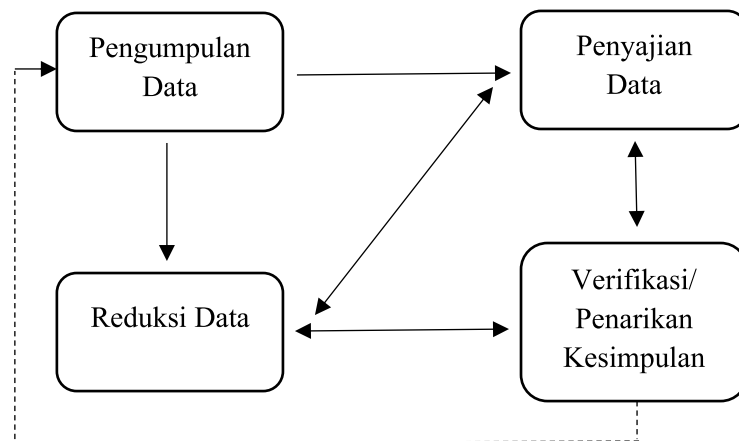 Pengumpulan
Data
Penyajian
Data
Reduksi Data
Verifikasi/
Penarikan
Kesimpulan